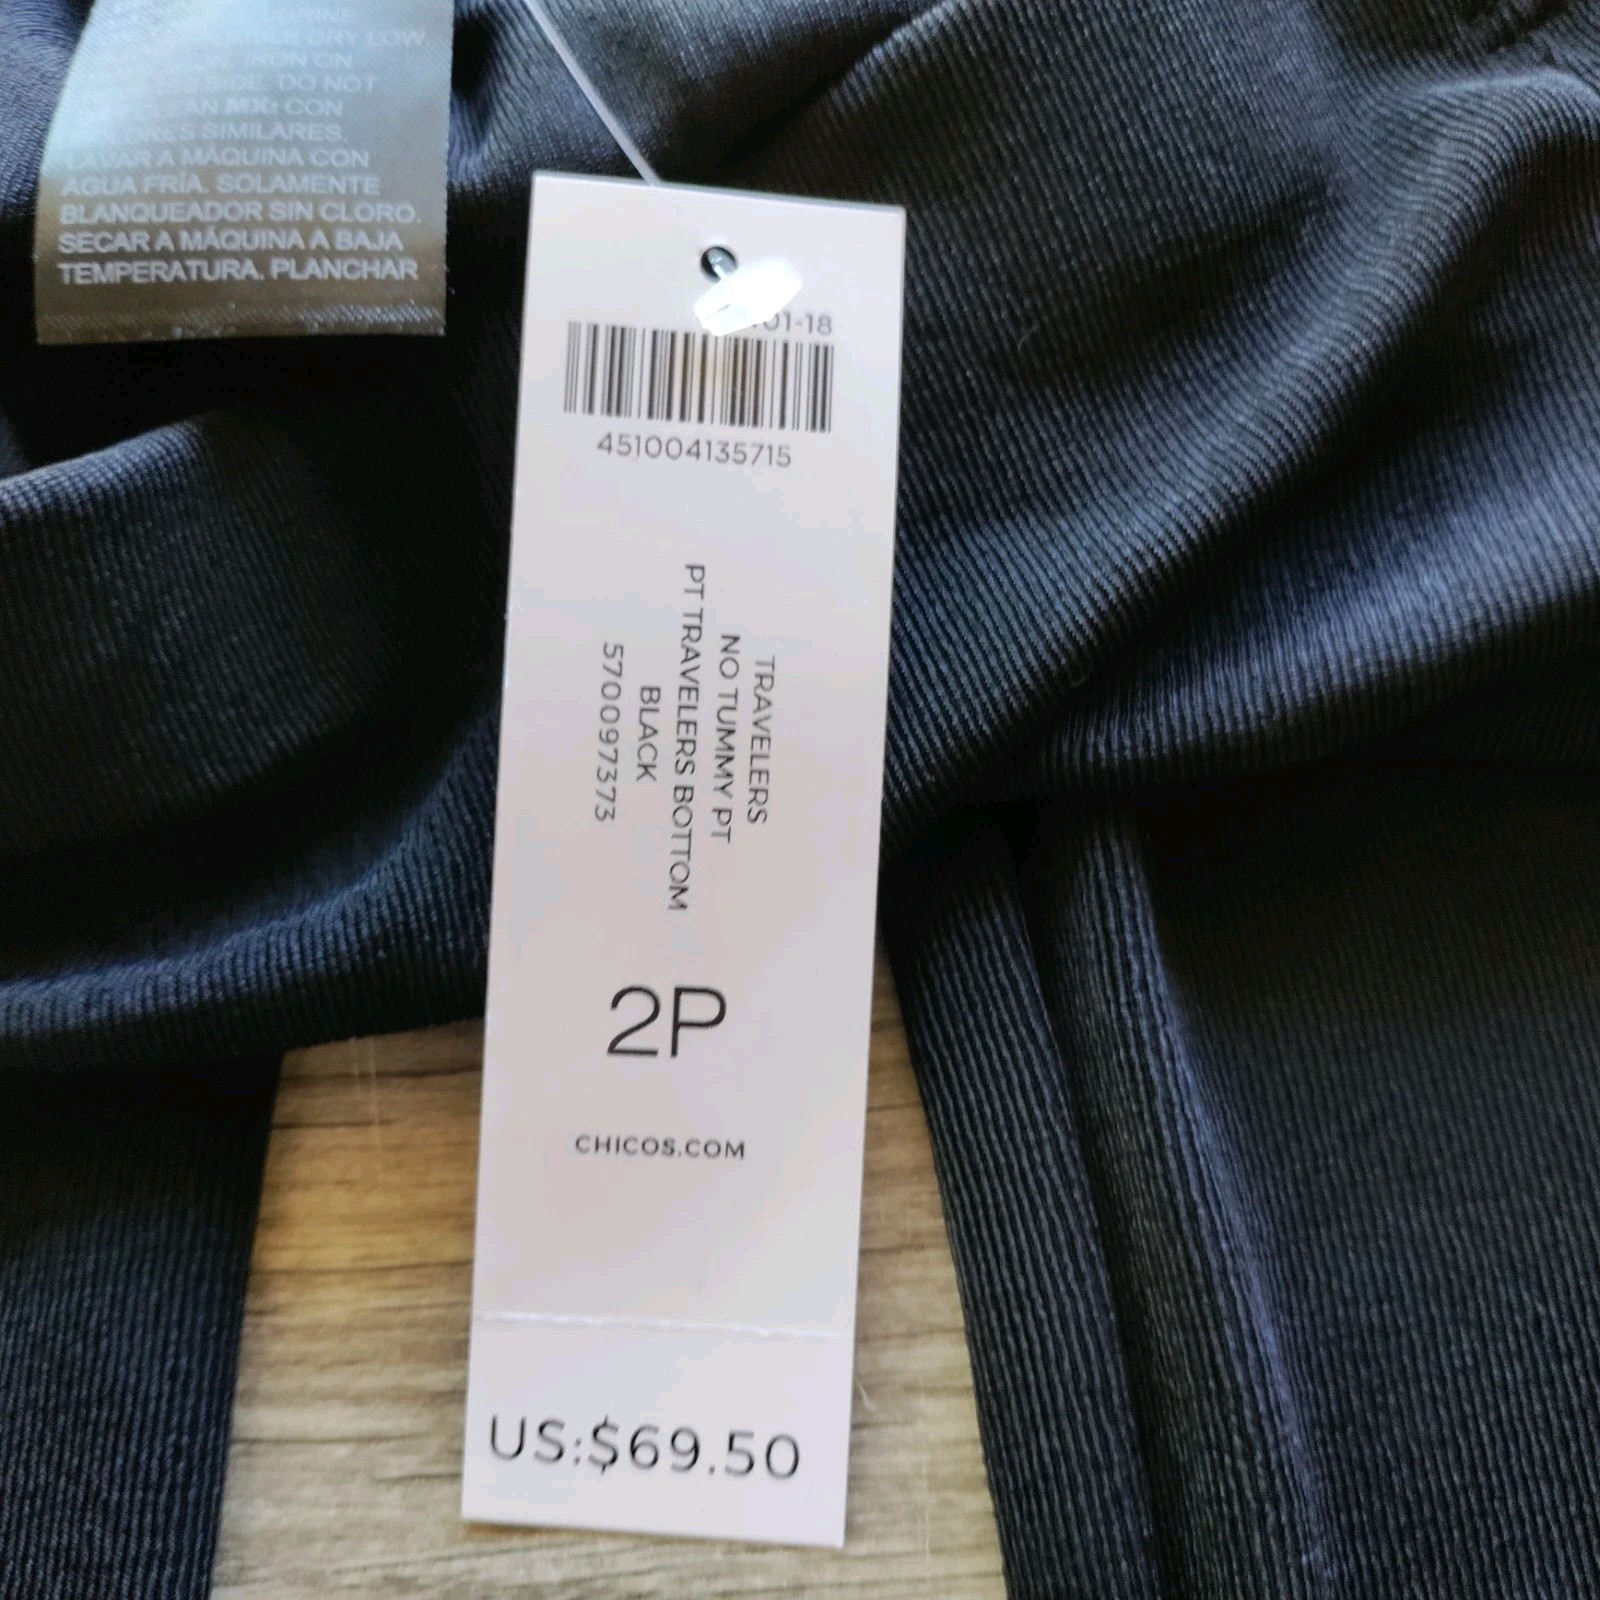 DRY LOW
IRON ON
SIDE. DO NOT
MX: CON
SIMILARES.
LAVAR A MÁQUINA CON
AGUA FRÍA. SOLAMENTE
BLANQUEADOR SIN CLORO.
SECAR A MÁQUINA A BAJA
TEMPERATURA. PLANCHAR
01-18
451004135715
TRAVELERS
NO TUMMY PT
PT TRAVELERS BOTTOM
BLACK
570097373
2P
CHICOS.COM
US:$69.50